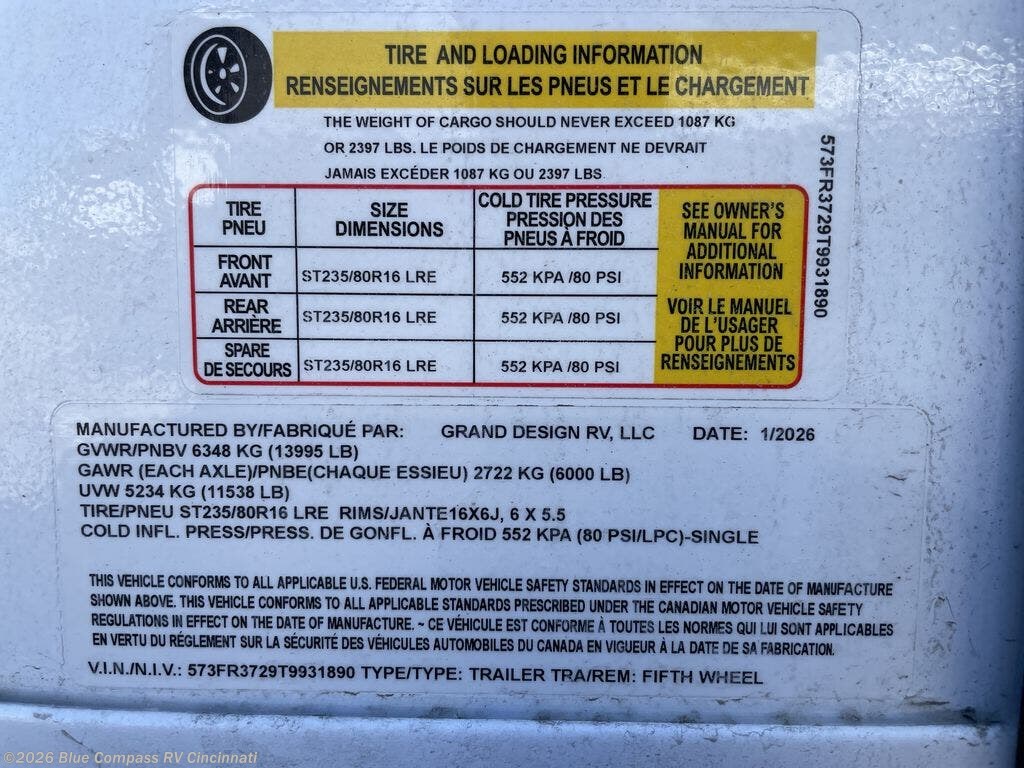 TIRE AND LOADING INFORMATION
RENSEIGNEMENTS SUR LES PNEUS ET LE CHARGEMENT
THE WEIGHT OF CARGO SHOULD NEVER EXCEED 1087 KG
OR 2397 LBS. LE POIDS DE CHARGEMENT NE DEVRAIT
JAMAIS EXCÉDER 1087 KG OU 2397 LBS.
TIRE
PNEU
SIZE
DIMENSIONS
COLD TIRE PRESSURE
PRESSION DES
PNEUS À FROID
FRONT
AVANT
ST235/80R16 LRE
552 KPA /80 PSI
REAR
ARRIÈRE
ST235/80R16 LRE
552 KPA /80 PSI
SPARE
DE SECOURS
ST235/80R16 LRE
552 KPA /80 PSI
SEE OWNER'S
MANUAL FOR
ADDITIONAL
INFORMATION
VOIR LE MANUEL
DE L'USAGER
POUR PLUS DE
RENSEIGNEMENTS
573FR3729T9931890
MANUFACTURED BY/FABRIQUÉ PAR: GRAND DESIGN RV, LLC DATE: 1/2026
GVWR/PNBV 6348 KG (13995 LB)
GAWR (EACH AXLE)/PNBE(CHAQUE ESSIEU) 2722 KG (6000 LB)
UVW 5234 KG (11538 LB)
TIRE/PNEU ST235/80R16 LRE RIMS/JANTE16X6J, 6 X 5.5
COLD INFL. PRESS/PRESS. DE GONFL. À FROID 552 KPA (80 PSI/LPC)-SINGLE
THIS VEHICLE CONFORMS TO ALL APPLICABLE U.S. FEDERAL MOTOR VEHICLE SAFETY STANDARDS IN EFFECT ON THE DATE OF MANUFACTURE
SHOWN ABOVE. THIS VEHICLE CONFORMS TO ALL APPLICABLE STANDARDS PRESCRIBED UNDER THE CANADIAN MOTOR VEHICLE SAFETY
REGULATIONS IN EFFECT ON THE DATE OF MANUFACTURE. ~ CE VÉHICULE EST CONFORME À TOUTES LES NORMES QUI LUI SONT APPLICABLES
EN VERTU DU RÉGLEMENT SUR LA SÉCURITÉ DES VÉHICULES AUTOMOBILES DU CANADA EN VIGUEUR À LA DATE DE SA FABRICATION.
V.I.N./N.I.V.: 573FR3729T9931890 TYPE/TYPE: TRAILER TRA/REM: FIFTH WHEEL
©2026 Blue Compass RV Cincinnati